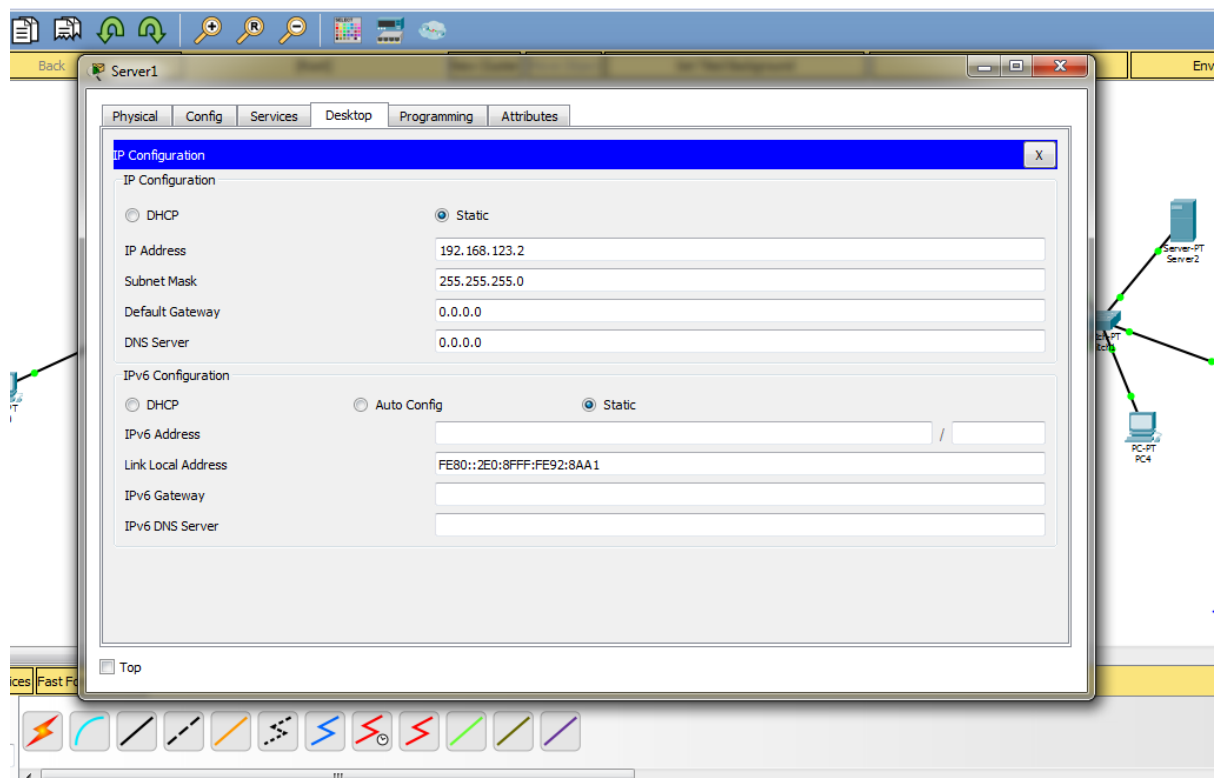 SELECT
R
Back
Env
Server1
Physical Config Services Desktop Programming Attributes
IP Configuration X
IP Configuration
DHCP Static
IP Address 192.168.123.2
Subnet Mask 255.255.255.0
Default Gateway 0.0.0.0
DNS Server 0.0.0.0
IPv6 Configuration
DHCP Auto Config Static
IPv6 Address /
Link Local Address FE80::2E0:8FFF:FE92:8AA1
IPv6 Gateway
IPv6 DNS Server
Top
Server-PT
Server2
PC-PT
PC4
ices Fast Fo